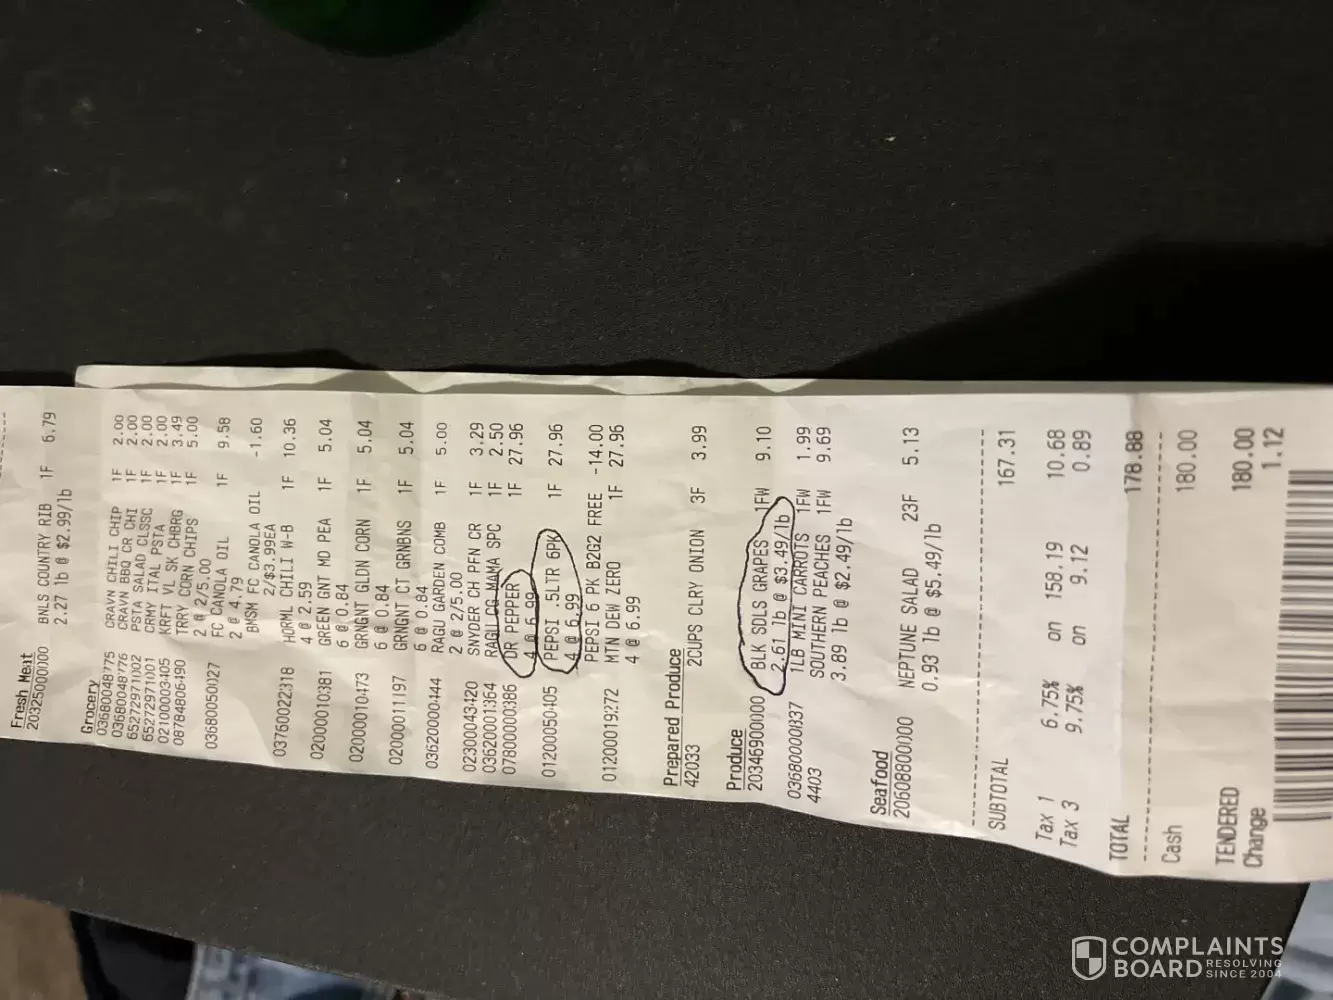 Fresh Meat
20325000000 BNLS COUNTRY RIB 1F 6.79
2.27 lb @ $2.99/lb
Grocery
03680048775 CRAVN CHILI CHIP 1F 2.00
03680048776 CRAVN BBQ CR CHI 1F 2.00
65272971002 PSTA SALAD CLSSC 1F 2.00
65272971001 CRMY ITAL PSTA 1F 2.00
02100003405 KRFT VL SK CHBRG 1F 3.49
08784806490 TRRY CORN CHIPS 1F 5.00
2 @ 2/5.00
03680050027 FC CANOLA OIL 1F 9.58
2 @ 4.79
BMSM FC CANOLA OIL -1.60
2/$3.99EA
03760022318 HORML CHILI W-B 1F 10.36
4 @ 2.59
02000010381 GREEN GNT MD PEA 1F 5.04
6 @ 0.84
02000010473 GRNGNT GLDN CORN 1F 5.04
6 @ 0.84
02000011197 GRNGNT CT GRNBNS 1F 5.04
6 @ 0.84
03620000444 RAGU GARDEN COMB 1F 5.00
2 @ 2/5.00
02300043420 SNYDER CH PFN CR 1F 3.29
03620001364 RAGU CG MAMA SPC 1F 2.50
07800000386 DR PEPPER 1F 27.96
4 @ 6.99
01200050405 PEPSI .5LTR 6PK 1F 27.96
4 @ 6.99
PEPSI 6 PK B2G2 FREE -14.00
01200019272 MTN DEW ZERO 1F 27.96
4 @ 6.99
Prepared Produce
42033 2CUPS CLRY ONION 3F 3.99
Produce
20346900000 BLK SDLS GRAPES 1FW 9.10
2.61 lb @ $3.49/lb
03680000837 1LB MINI CARROTS 1FW 1.99
4403 SOUTHERN PEACHES 1FW 9.69
3.89 lb @ $2.49/lb
Seafood
20608800000 NEPTUNE SALAD 23F 5.13
0.93 lb @ $5.49/lb
SUBTOTAL 167.31
Tax 1 6.75% on 158.19 10.68
Tax 3 9.75% on 9.12 0.89
TOTAL 178.88
Cash 180.00
TENDERED 180.00
Change 1.12
COMPLAINTS
BOARD RESOLVING
SINCE 2004